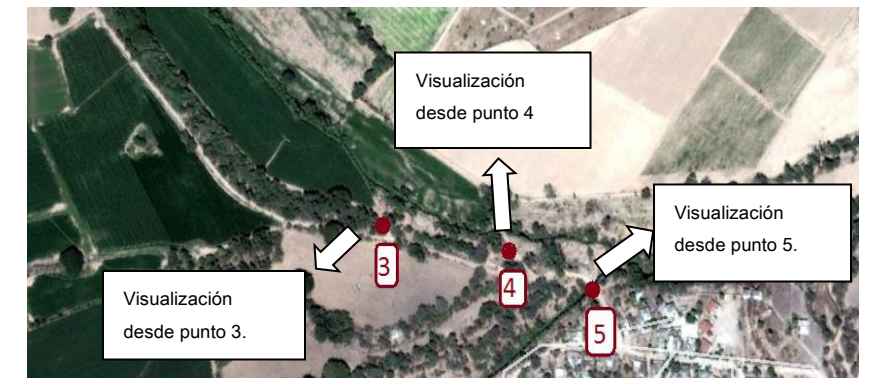 Visualización
desde punto 4
Visualización
desde punto 5.
3
4
Visualización
desde punto 3.
5